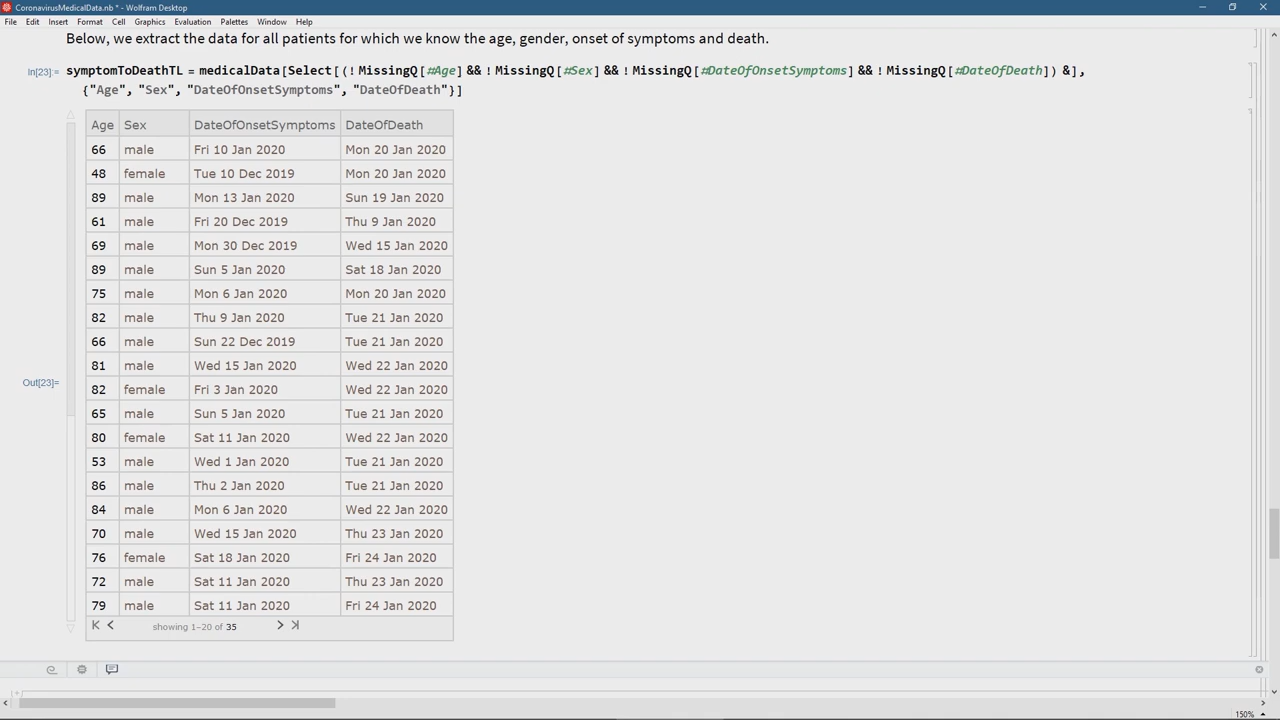 CoronavirusMedicalData.nb * - Wolfram Desktop
File Edit Insert Format Cell Graphics Evaluation Palettes Window Help
Below, we extract the data for all patients for which we know the age, gender, onset of symptoms and death.
In[23]:= symptomToDeathTL = medicalData[Select[(! MissingQ[#Age] && ! MissingQ[#Sex] && ! MissingQ[#DateOfOnsetSymptoms] && ! MissingQ[#DateOfDeath]) &],
{"Age", "Sex", "DateOfOnsetSymptoms", "DateOfDeath"}]
Age Sex DateOfOnsetSymptoms DateOfDeath
66 male Fri 10 Jan 2020 Mon 20 Jan 2020
48 female Tue 10 Dec 2019 Mon 20 Jan 2020
89 male Mon 13 Jan 2020 Sun 19 Jan 2020
61 male Fri 20 Dec 2019 Thu 9 Jan 2020
69 male Mon 30 Dec 2019 Wed 15 Jan 2020
89 male Sun 5 Jan 2020 Sat 18 Jan 2020
75 male Mon 6 Jan 2020 Mon 20 Jan 2020
82 male Thu 9 Jan 2020 Tue 21 Jan 2020
66 male Sun 22 Dec 2019 Tue 21 Jan 2020
81 male Wed 15 Jan 2020 Wed 22 Jan 2020
Out[23]= 82 female Fri 3 Jan 2020 Wed 22 Jan 2020
65 male Sun 5 Jan 2020 Tue 21 Jan 2020
80 female Sat 11 Jan 2020 Wed 22 Jan 2020
53 male Wed 1 Jan 2020 Tue 21 Jan 2020
86 male Thu 2 Jan 2020 Tue 21 Jan 2020
84 male Mon 6 Jan 2020 Wed 22 Jan 2020
70 male Wed 15 Jan 2020 Thu 23 Jan 2020
76 female Sat 18 Jan 2020 Fri 24 Jan 2020
72 male Sat 11 Jan 2020 Thu 23 Jan 2020
79 male Sat 11 Jan 2020 Fri 24 Jan 2020
showing 1–20 of 35
150%